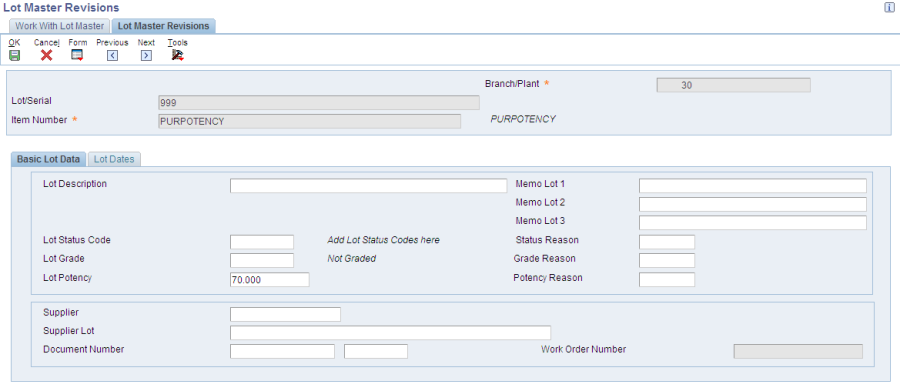 Lot Master Revisions
Work With Lot Master Lot Master Revisions
OK Cancel Form Previous Next Tools
Branch/Plant * 30
Lot/Serial 999
Item Number * PURPOTENCY PURPOTENCY
Basic Lot Data Lot Dates
Lot Description Memo Lot 1
Memo Lot 2
Memo Lot 3
Lot Status Code Add Lot Status Codes here Status Reason
Lot Grade Not Graded Grade Reason
Lot Potency 70.000 Potency Reason
Supplier
Supplier Lot
Document Number Work Order Number